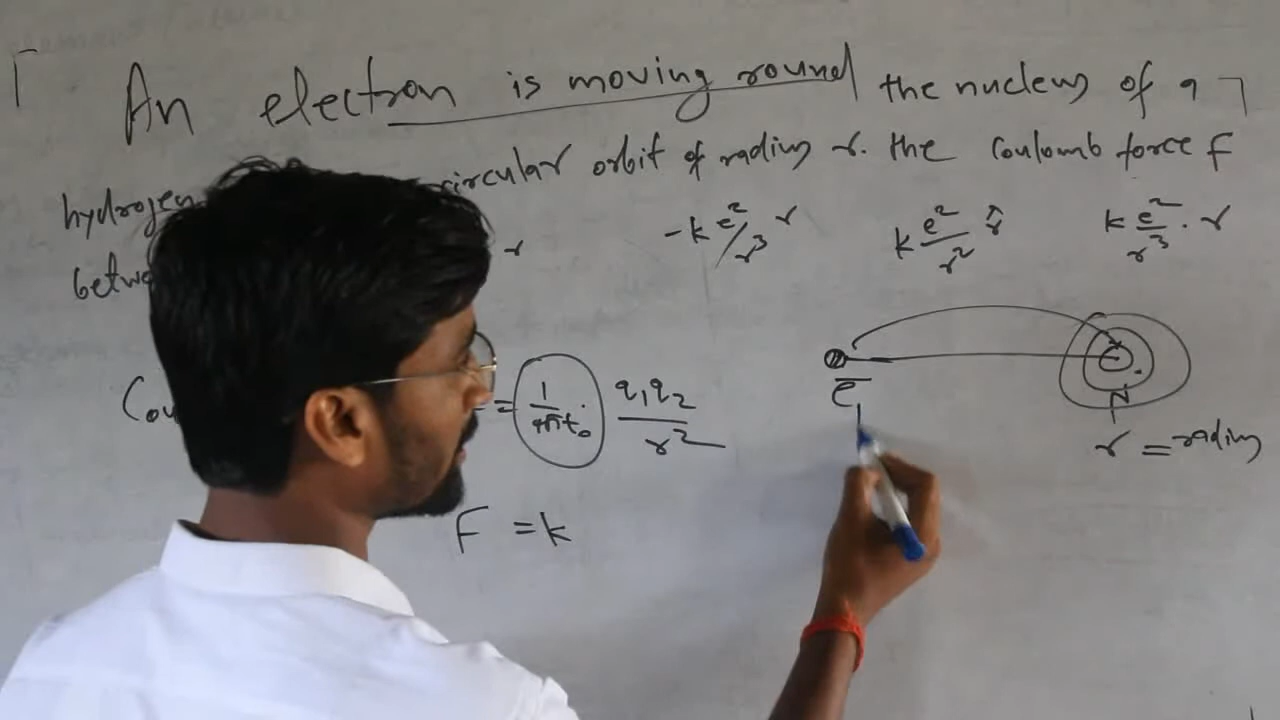 An electron is moving round the nucleus of a
hydrogen circular orbit of radius r. the Coulomb force F
r -k e²/r³ r k e²/r² r̂ k e²/r³ . r
= 1/4πε₀ q₁q₂/r²
e⁻ N
r = radius
F = k